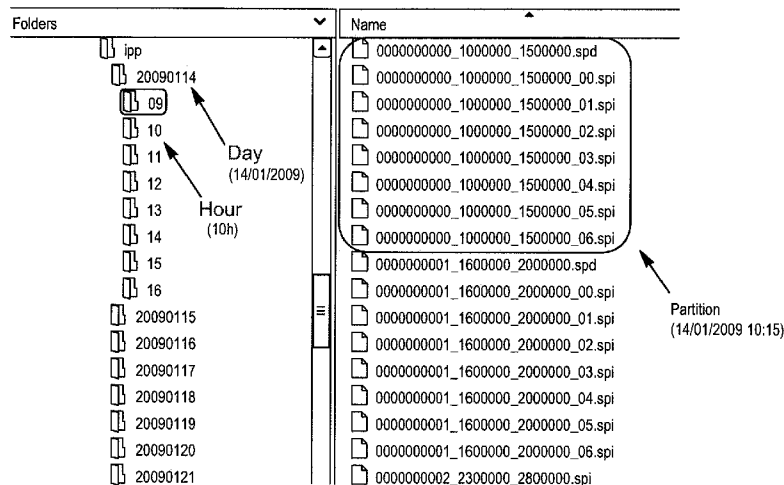 Folders
ipp
20090114
09
10
11
12
13
14
15
16
20090115
20090116
20090117
20090118
20090119
20090120
20090121
Day
(14/01/2009)
Hour
(10h)
Name
0000000000_1000000_1500000.spd
0000000000_1000000_1500000_00.spi
0000000000_1000000_1500000_01.spi
0000000000_1000000_1500000_02.spi
0000000000_1000000_1500000_03.spi
0000000000_1000000_1500000_04.spi
0000000000_1000000_1500000_05.spi
0000000000_1000000_1500000_06.spi
0000000001_1600000_2000000.spd
0000000001_1600000_2000000_00.spi
0000000001_1600000_2000000_01.spi
0000000001_1600000_2000000_02.spi
0000000001_1600000_2000000_03.spi
0000000001_1600000_2000000_04.spi
0000000001_1600000_2000000_05.spi
0000000001_1600000_2000000_06.spi
0000000002_2300000_2800000.spi
Partition
(14/01/2009 10:15)